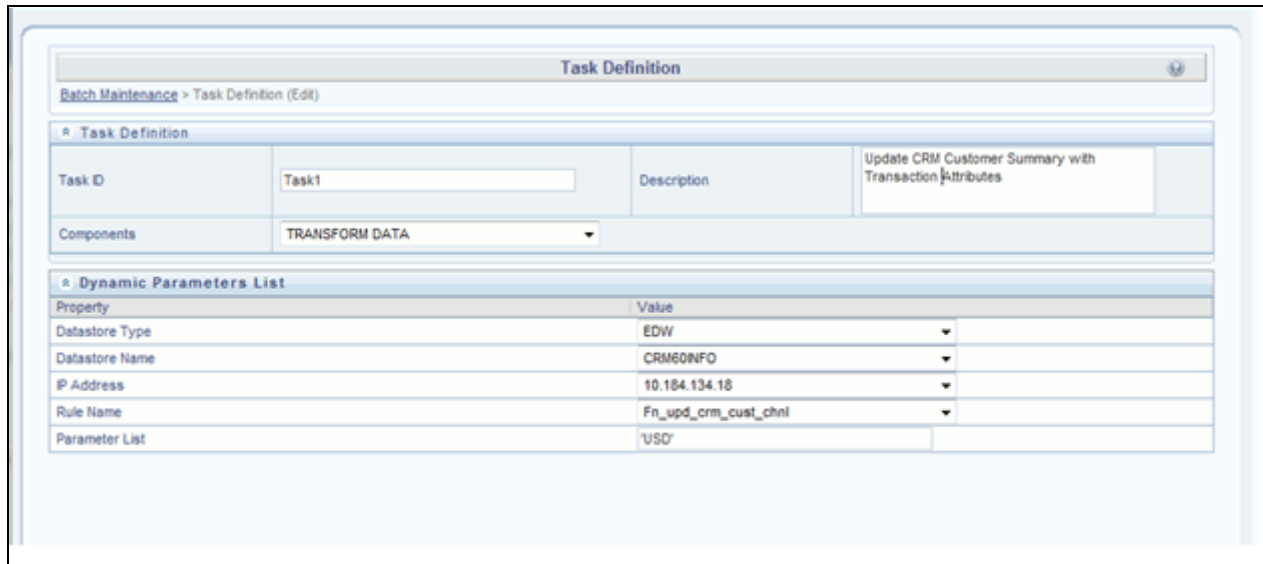 Task Definition
Batch Maintenance > Task Definition (Edit)
Task Definition
Task ID Task1 Description Update CRM Customer Summary with
Transaction Attributes
Components TRANSFORM DATA
Dynamic Parameters List
Property Value
Datastore Type EDW
Datastore Name CRM60INFO
IP Address 10.184.134.18
Rule Name Fn_upd_crm_cust_chnl
Parameter List 'USD'